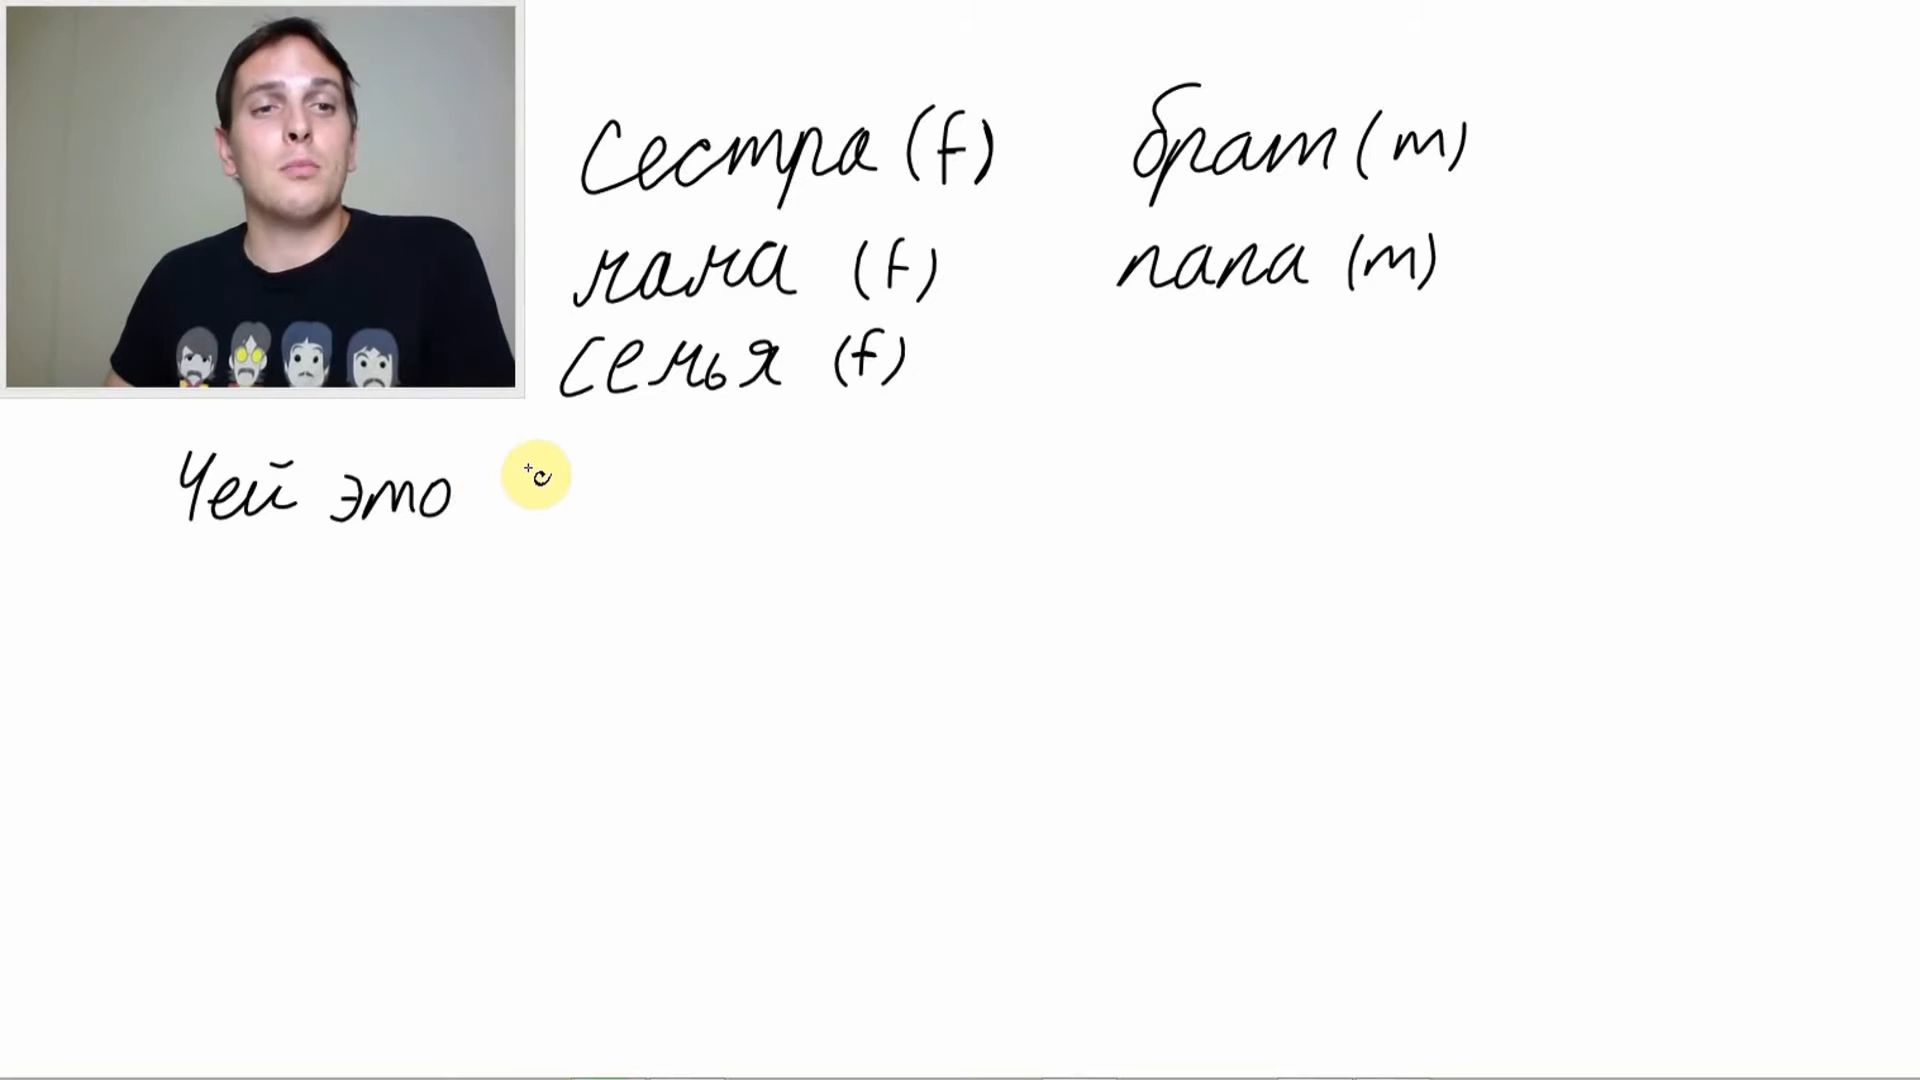 сестра (f) брат (m)
мама (f) папа (m)
семья (f)
Чей это